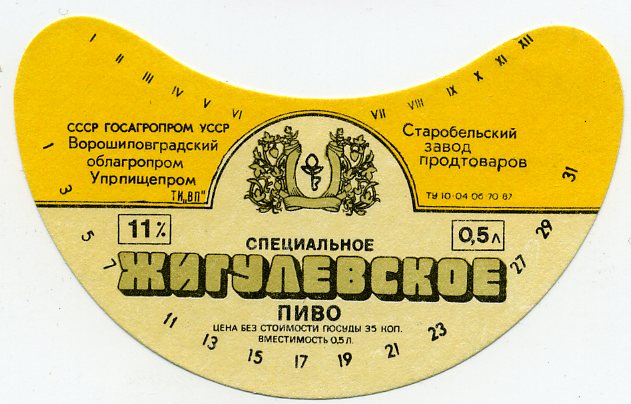 I II III IV V VI VII VIII IX X XI XII
СССР ГОСАГРОПРОМ УССР
Ворошиловградский
облагропром
Упрпищепром
ТИ„ВП"
Старобельский
завод
продтоваров
ТУ 10·04·06·70·87
11%
0,5л
СПЕЦИАЛЬНОЕ
ЖИГУЛЕВСКОЕ
ПИВО
ЦЕНА БЕЗ СТОИМОСТИ ПОСУДЫ 35 КОП.
ВМЕСТИМОСТЬ 0,5 Л.
1 3 5 7 11 13 15 17 19 21 23 27 29 31